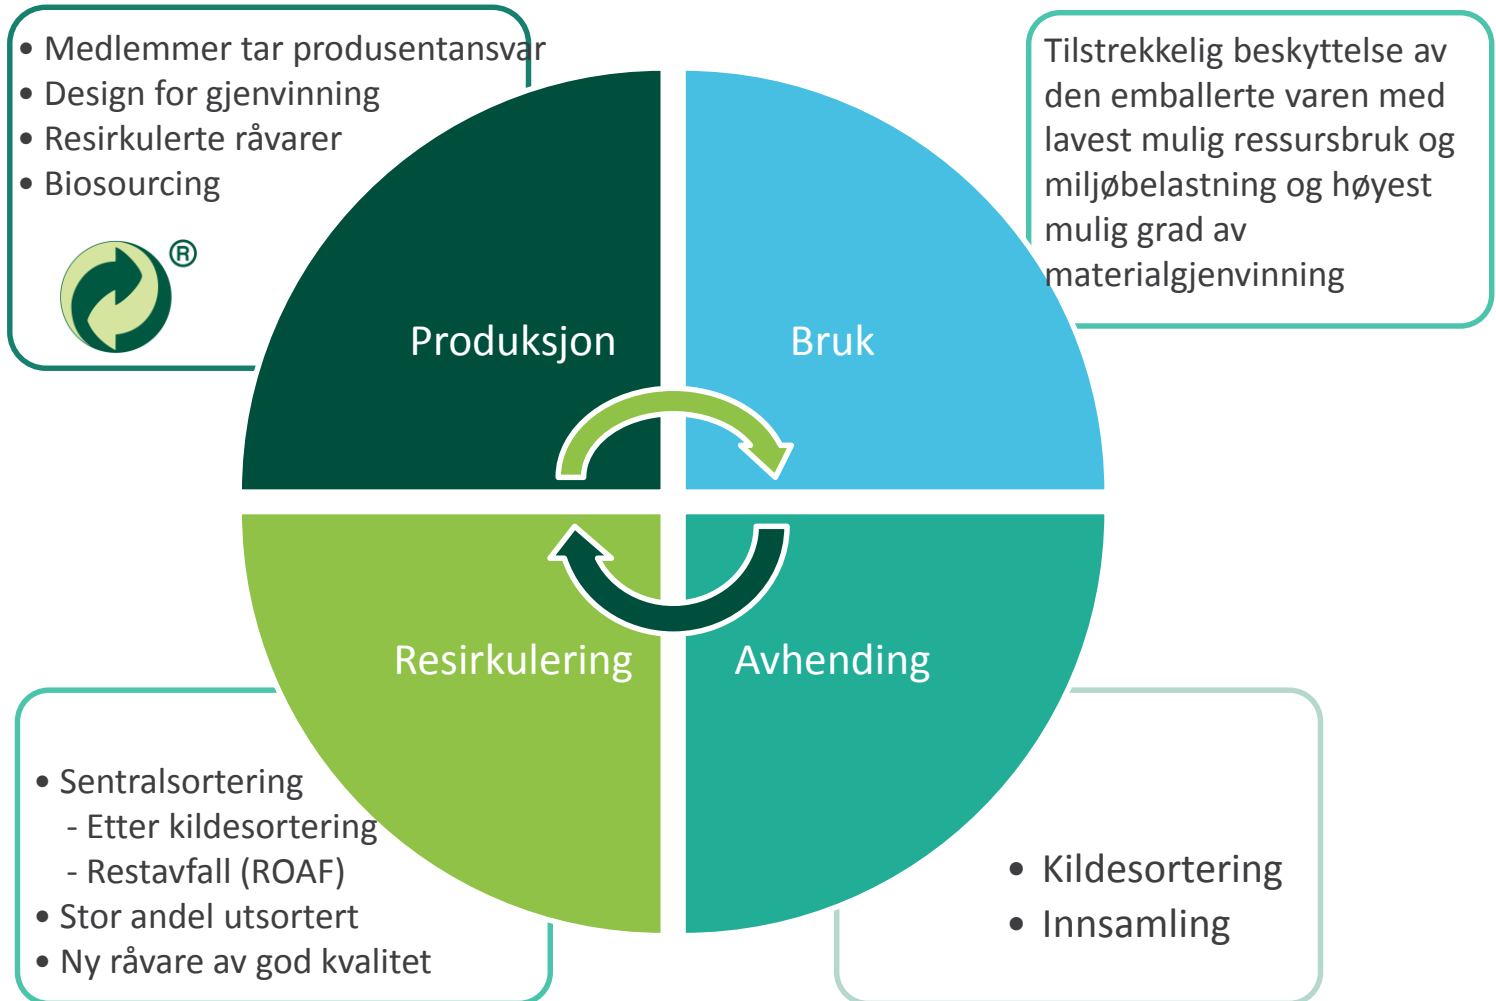 • Medlemmer tar produsentansvar
• Design for gjenvinning
• Resirkulerte råvarer
• Biosourcing
®
Tilstrekkelig beskyttelse av
den emballerte varen med
lavest mulig ressursbruk og
miljøbelastning og høyest
mulig grad av
materialgjenvinning
Produksjon
Bruk
Resirkulering
Avhending
• Sentralsortering
- Etter kildesortering
- Restavfall (ROAF)
• Stor andel utsortert
• Ny råvare av god kvalitet
• Kildesortering
• Innsamling